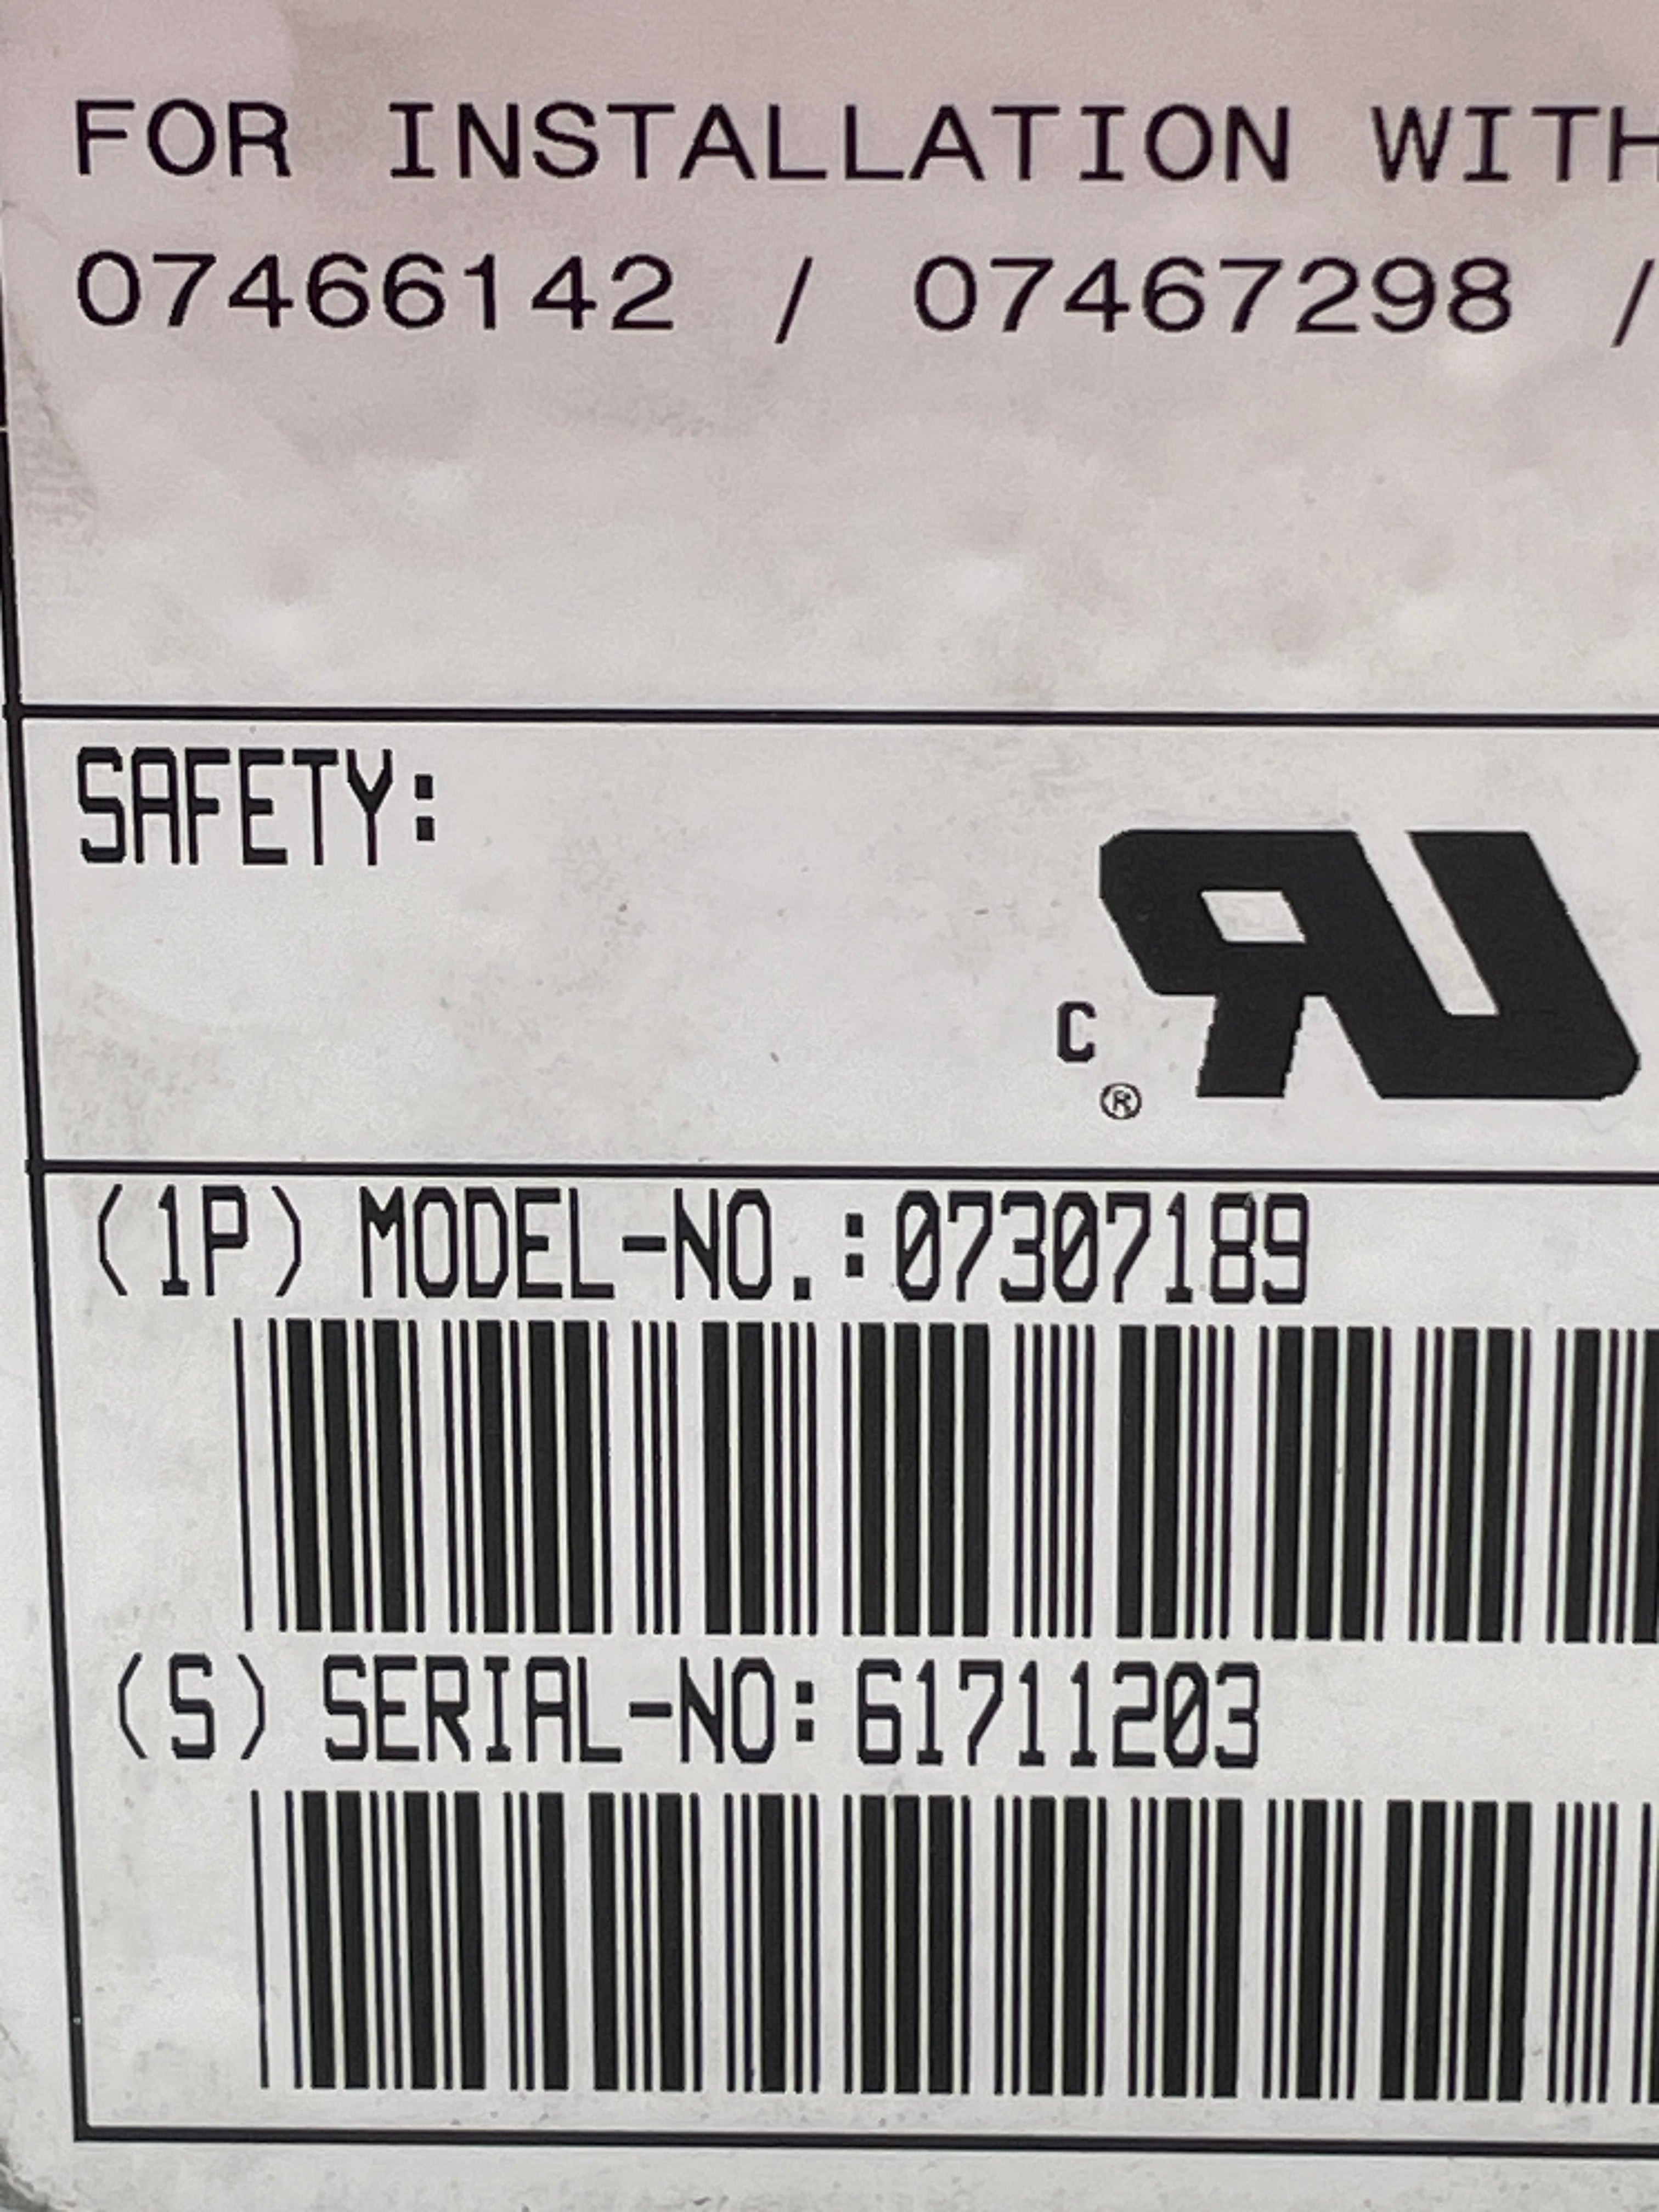 FOR INSTALLATION WITH
07466142 / 07467298 /
SAFETY:
C
®
(1P) MODEL-NO.:07307189
(S) SERIAL-NO:61711203